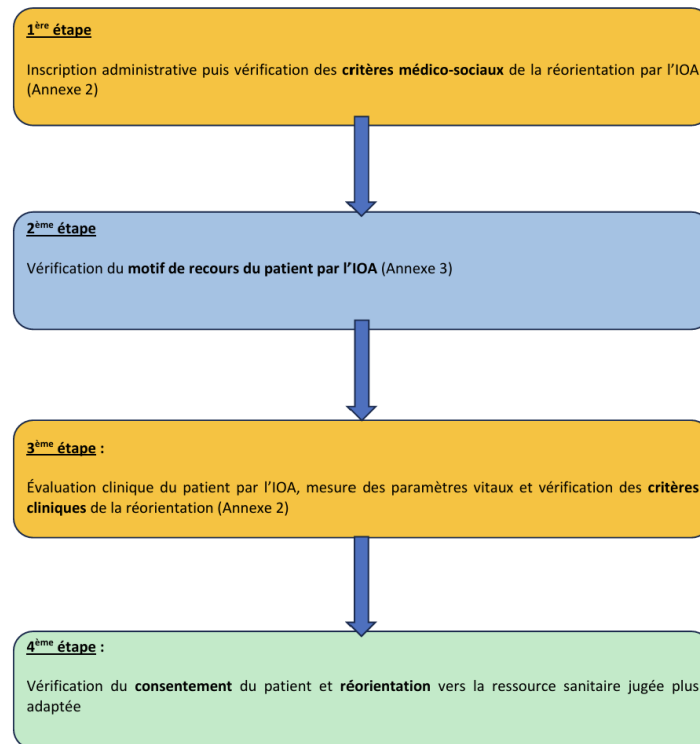 1ère étape
Inscription administrative puis vérification des critères médico-sociaux de la réorientation par l'IOA
(Annexe 2)
2ème étape
Vérification du motif de recours du patient par l'IOA (Annexe 3)
3ème étape :
Évaluation clinique du patient par l'IOA, mesure des paramètres vitaux et vérification des critères
cliniques de la réorientation (Annexe 2)
4ème étape :
Vérification du consentement du patient et réorientation vers la ressource sanitaire jugée plus
adaptée